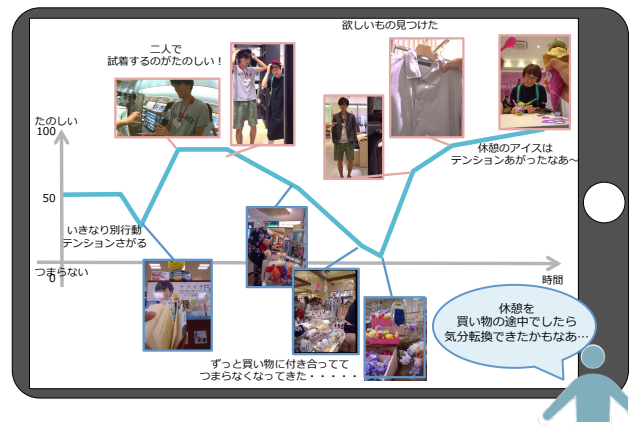 欲しいもの見つけた
二人で
試着するのがたのしい！
たのしい
100
50
つまらない
0
いきなり別行動
テンションさがる
休憩のアイスは
テンションあがったなあ～
時間
休憩を
買い物の途中でしたら
気分転換できたかもなあ…
ずっと買い物に付き合ってて
つまらなくなってきた・・・・・